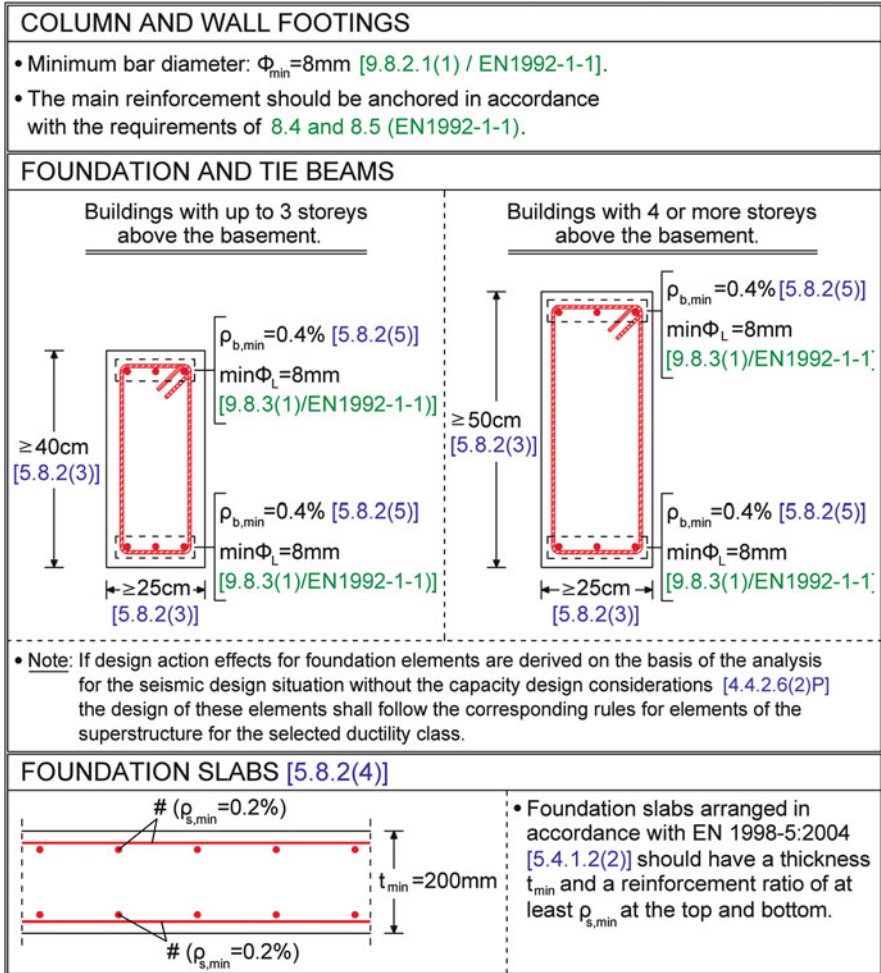 COLUMN AND WALL FOOTINGS
• Minimum bar diameter: Φmin=8mm [9.8.2.1(1) / EN1992-1-1].
• The main reinforcement should be anchored in accordance
with the requirements of 8.4 and 8.5 (EN1992-1-1).
FOUNDATION AND TIE BEAMS
Buildings with up to 3 storeys
above the basement.
ρb,min=0.4% [5.8.2(5)]
minΦL=8mm
[9.8.3(1)/EN1992-1-1)]
≥40cm
[5.8.2(3)]
ρb,min=0.4% [5.8.2(5)]
minΦL=8mm
[9.8.3(1)/EN1992-1-1)]
≥25cm
[5.8.2(3)]
Buildings with 4 or more storeys
above the basement.
ρb,min=0.4% [5.8.2(5)]
minΦL=8mm
[9.8.3(1)/EN1992-1-1]
≥50cm
[5.8.2(3)]
ρb,min=0.4% [5.8.2(5)]
minΦL=8mm
[9.8.3(1)/EN1992-1-1]
≥25cm
[5.8.2(3)]
• Note: If design action effects for foundation elements are derived on the basis of the analysis
for the seismic design situation without the capacity design considerations [4.4.2.6(2)P]
the design of these elements shall follow the corresponding rules for elements of the
superstructure for the selected ductility class.
FOUNDATION SLABS [5.8.2(4)]
# (ρs,min=0.2%)
tmin=200mm
# (ρs,min=0.2%)
• Foundation slabs arranged in
accordance with EN 1998-5:2004
[5.4.1.2(2)] should have a thickness
tmin and a reinforcement ratio of at
least ρs,min at the top and bottom.